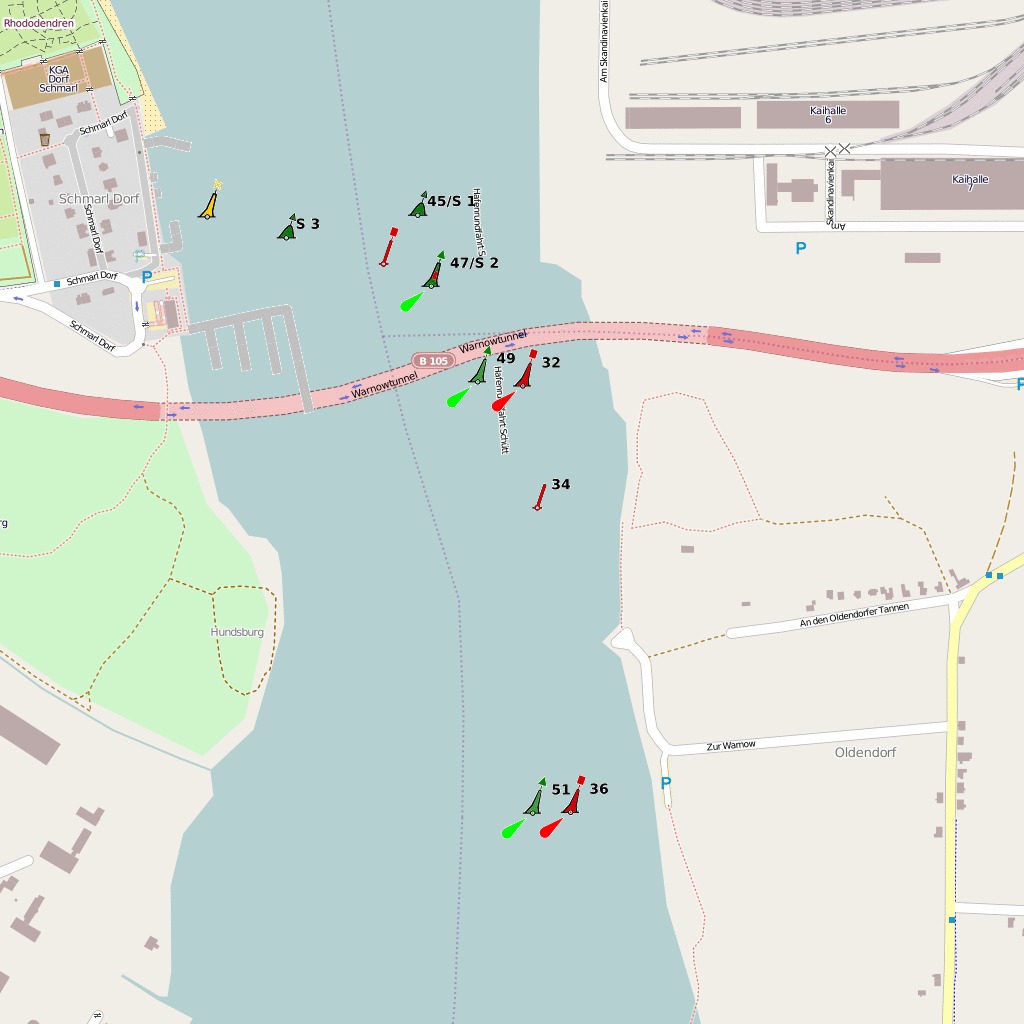 Rhododendren
KGA
Dorf
Schmarl
Schmarl Dorf
Schmarl Dorf
Schmarl Dorf
Schmarl Dorf
Schmarl Dorf
P
S 3
45/S 1
47/S 2
Hafenrundfahrt S
Am Skandinavienkai
Kaihalle
6
Kaihalle
7
Skandinavienkai
Am
P
B 105
Warnowtunnel
Warnowtunnel
49
32
Hafenrundfahrt Schütt
P
34
rg
Hundsburg
An den Oldendorfer Tannen
Zur Warnow
Oldendorf
P
51
36